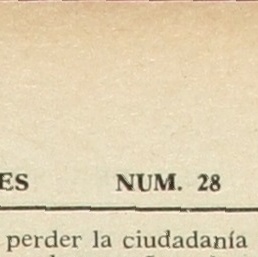 ES NUM. 28
perder la ciudadanía